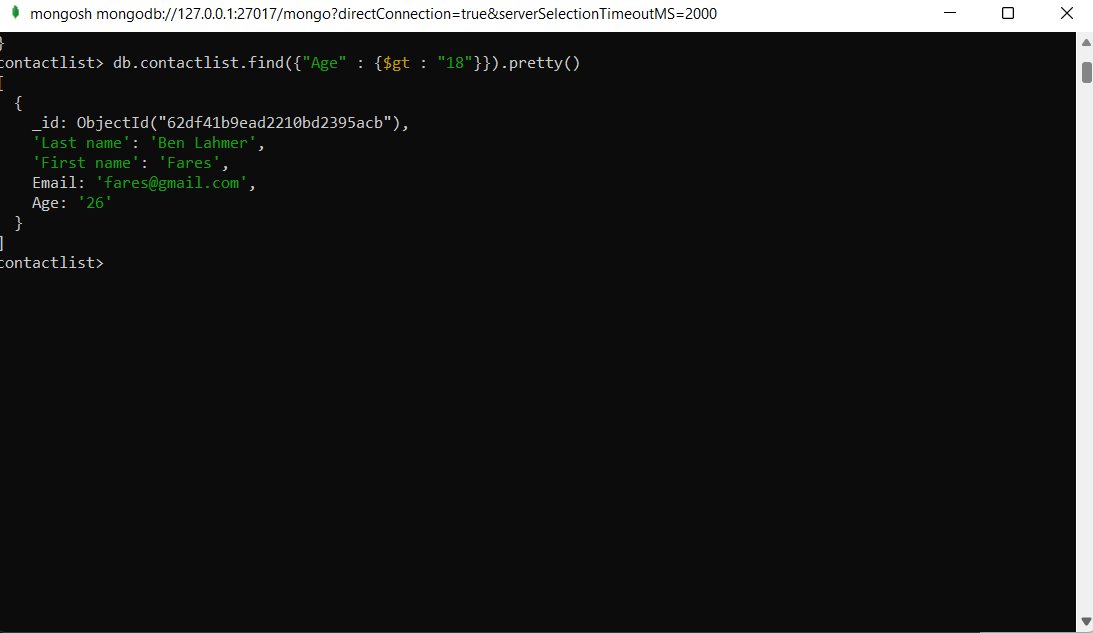 mongosh mongodb://127.0.0.1:27017/mongo?directConnection=true&serverSelectionTimeoutMS=2000
}
contactlist> db.contactlist.find({"Age" : {$gt : "18"}}).pretty()
[
  {
    _id: ObjectId("62df41b9ead2210bd2395acb"),
    'Last name': 'Ben Lahmer',
    'First name': 'Fares',
    Email: 'fares@gmail.com',
    Age: '26'
  }
]
contactlist>